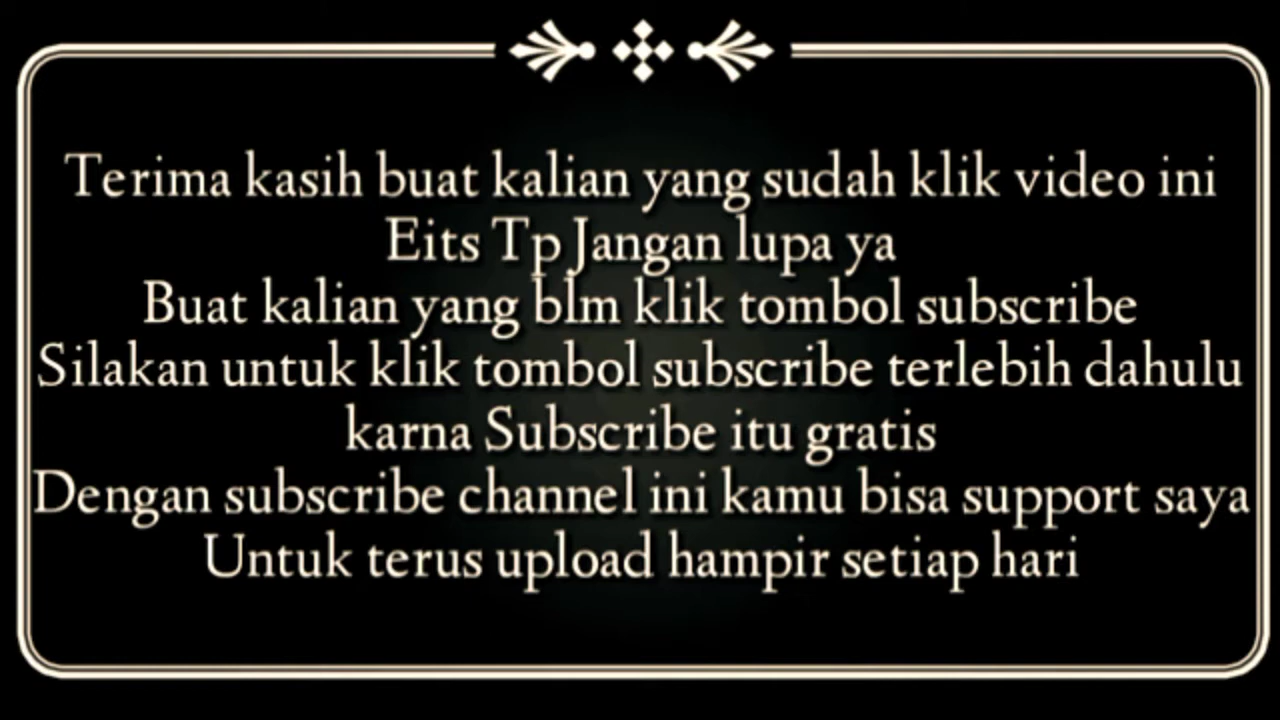 Terima kasih buat kalian yang sudah klik video ini
Eits Tp Jangan lupa ya
Buat kalian yang blm klik tombol subscribe
Silakan untuk klik tombol subscribe terlebih dahulu
karna Subscribe itu gratis
Dengan subscribe channel ini kamu bisa support saya
Untuk terus upload hampir setiap hari